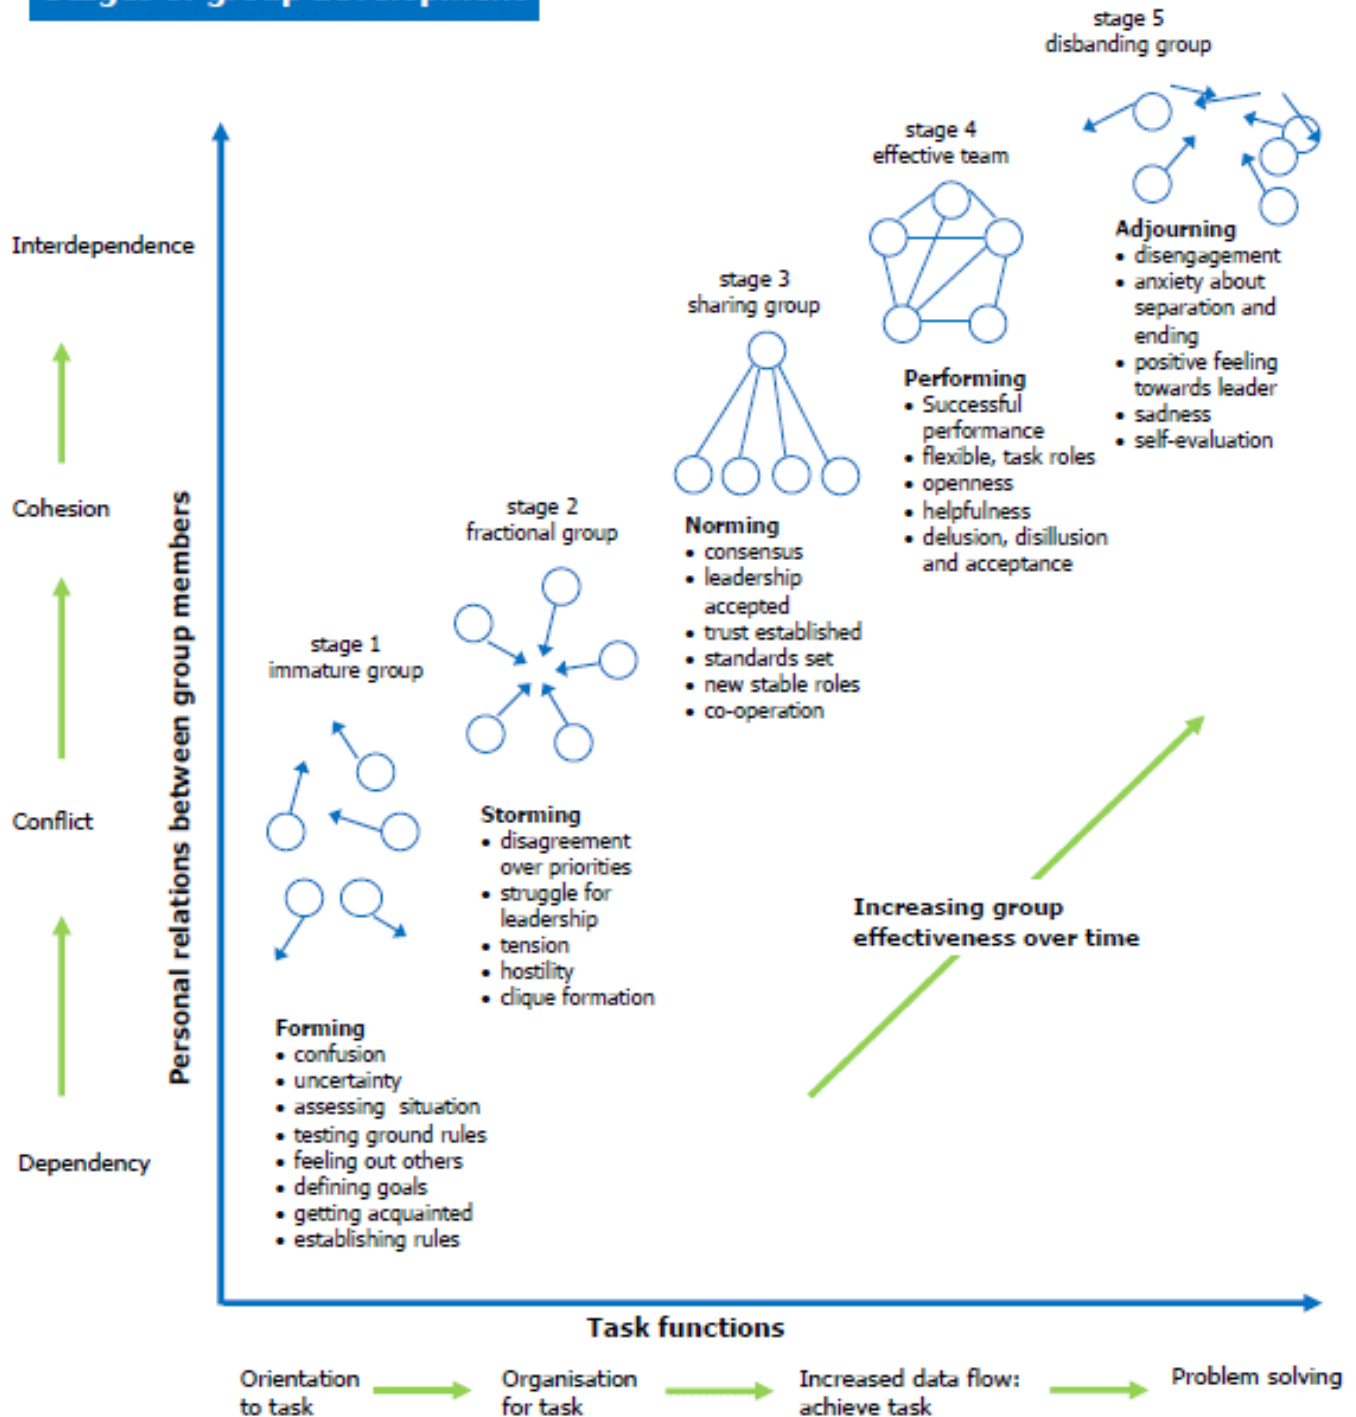 Stages of group development
stage 5
disbanding group
stage 4
effective team
Adjourning
• disengagement
• anxiety about
separation and
ending
• positive feeling
towards leader
• sadness
• self-evaluation
Interdependence
stage 3
sharing group
Performing
• Successful
performance
• flexible, task roles
• openness
• helpfulness
• delusion, disillusion
and acceptance
Cohesion
stage 2
fractional group
Norming
• consensus
• leadership
accepted
• trust established
• standards set
• new stable roles
• co-operation
Personal relations between group members
stage 1
immature group
Conflict
Storming
• disagreement
over priorities
• struggle for
leadership
• tension
• hostility
• clique formation
Increasing group
effectiveness over time
Forming
• confusion
• uncertainty
• assessing situation
• testing ground rules
• feeling out others
• defining goals
• getting acquainted
• establishing rules
Dependency
Task functions
Orientation
to task
Organisation
for task
Increased data flow:
achieve task
Problem solving